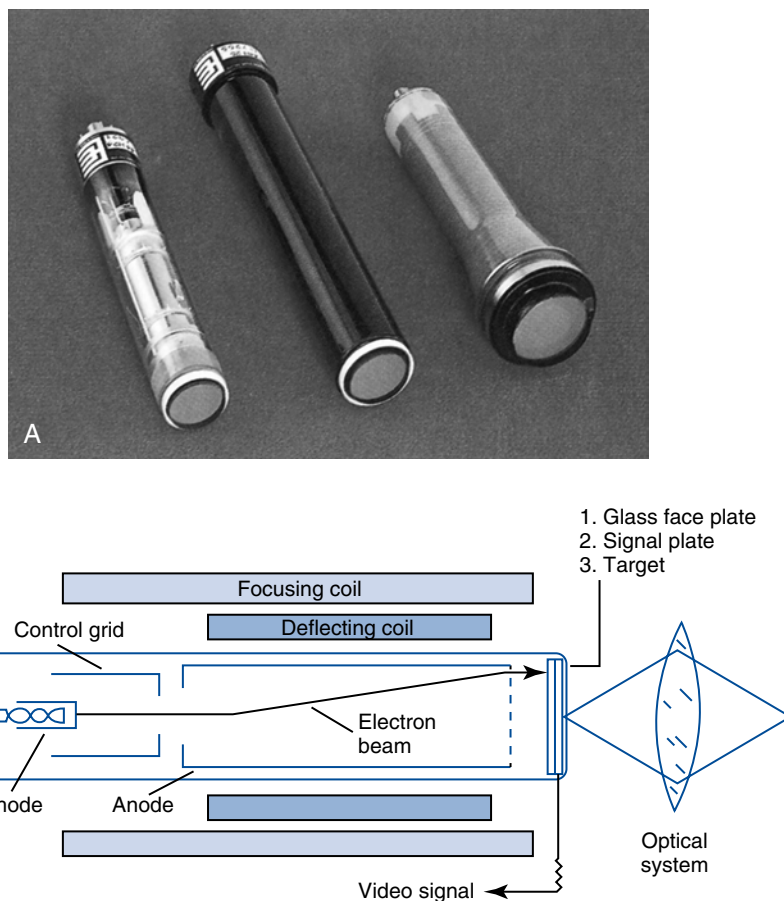 A
1. Glass face plate
2. Signal plate
3. Target
Focusing coil
Deflecting coil
Control grid
Electron
beam
node
Anode
Optical
system
Video signal